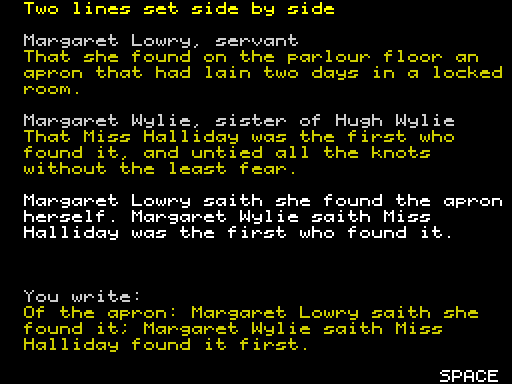 Two lines set side by side
Margaret Lowry, servant
That she found on the parlour floor an
apron that had lain two days in a locked
room.
Margaret Wylie, sister of Hugh Wylie
That Miss Halliday was the first who
found it, and untied all the knots
without the least fear.
Margaret Lowry saith she found the apron
herself. Margaret Wylie saith Miss
Halliday was the first who found it.
You write:
Of the apron: Margaret Lowry saith she
found it; Margaret Wylie saith Miss
Halliday found it first.
SPACE